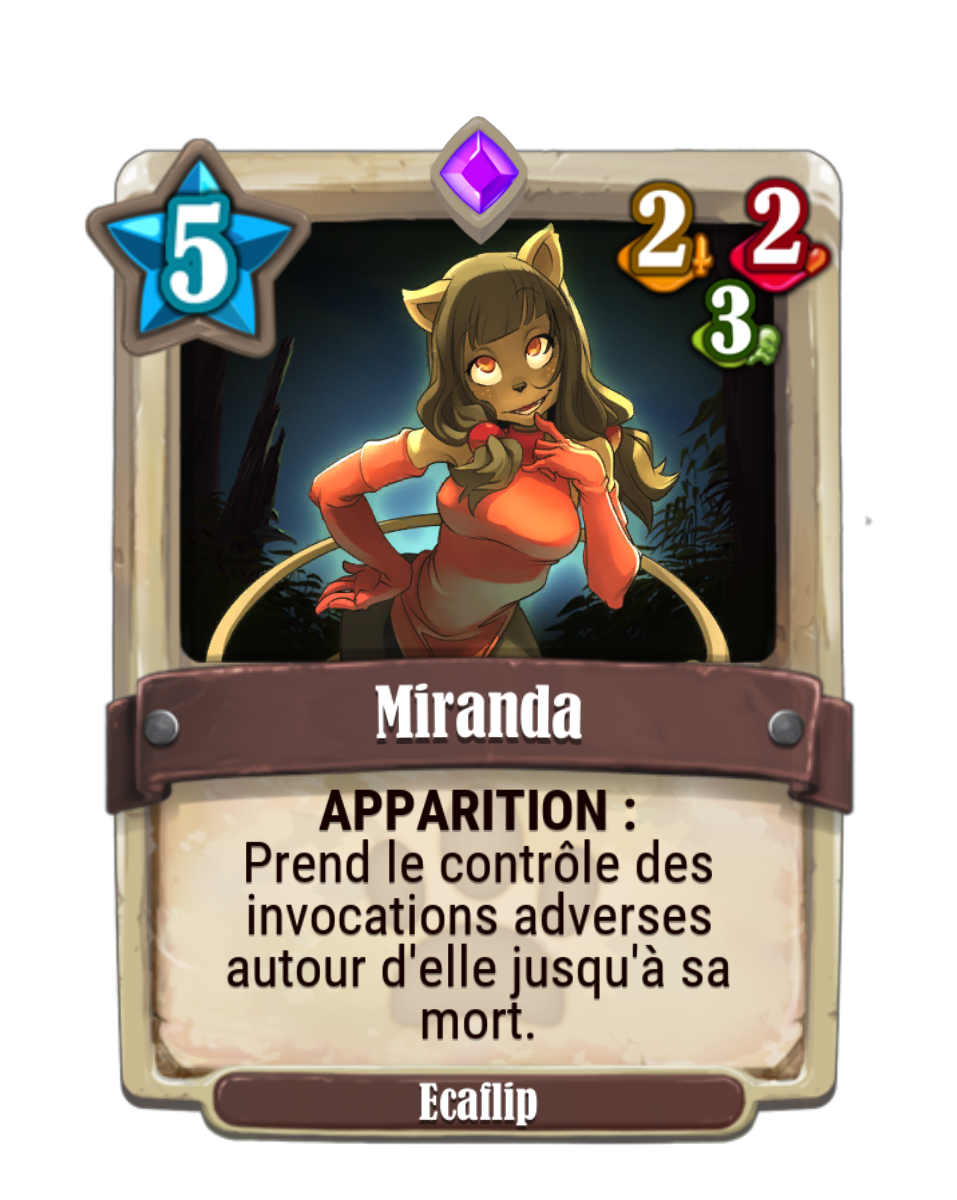 5
2 2
3
Miranda
APPARITION :
Prend le contrôle des
invocations adverses
autour d'elle jusqu'à sa
mort.
Ecaflip